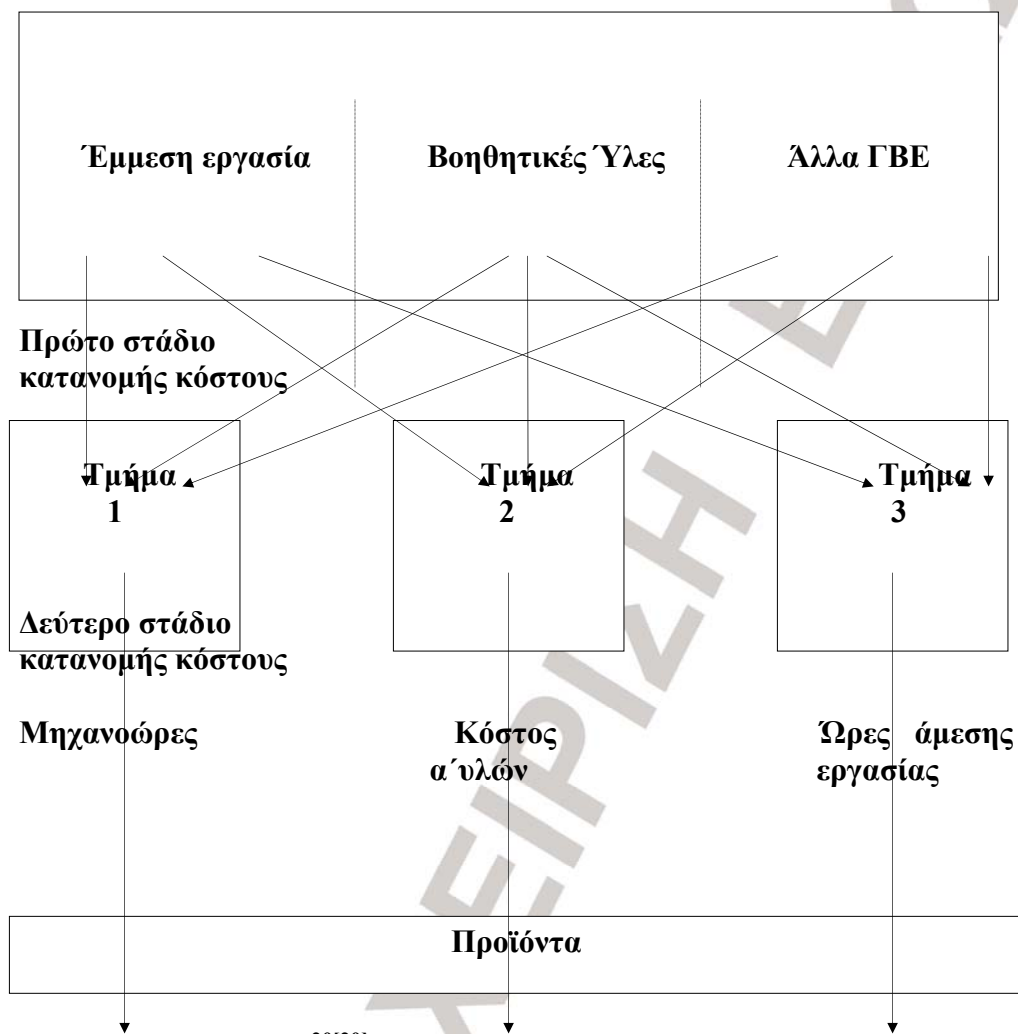 Έμμεση εργασία
Βοηθητικές Ύλες
Άλλα ΓΒΕ
Πρώτο στάδιο
κατανομής κόστους
Τμήμα
1
Τμήμα
2
Τμήμα
3
Δεύτερο στάδιο
κατανομής κόστους
Μηχανοώρες
Κόστος
α΄υλών
Ώρες άμεσης
εργασίας
Προϊόντα